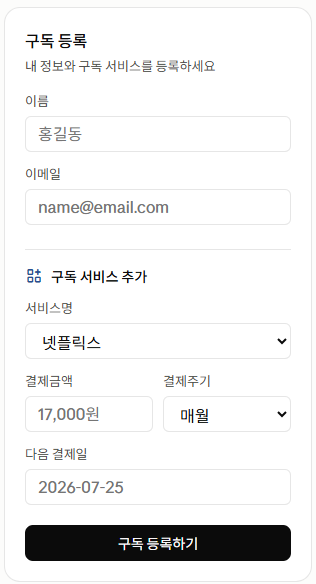 구독 등록
내 정보와 구독 서비스를 등록하세요
이름
홍길동
이메일
name@email.com
구독 서비스 추가
서비스명
넷플릭스
결제금액 결제주기
17,000원 매월
다음 결제일
2026-07-25
구독 등록하기